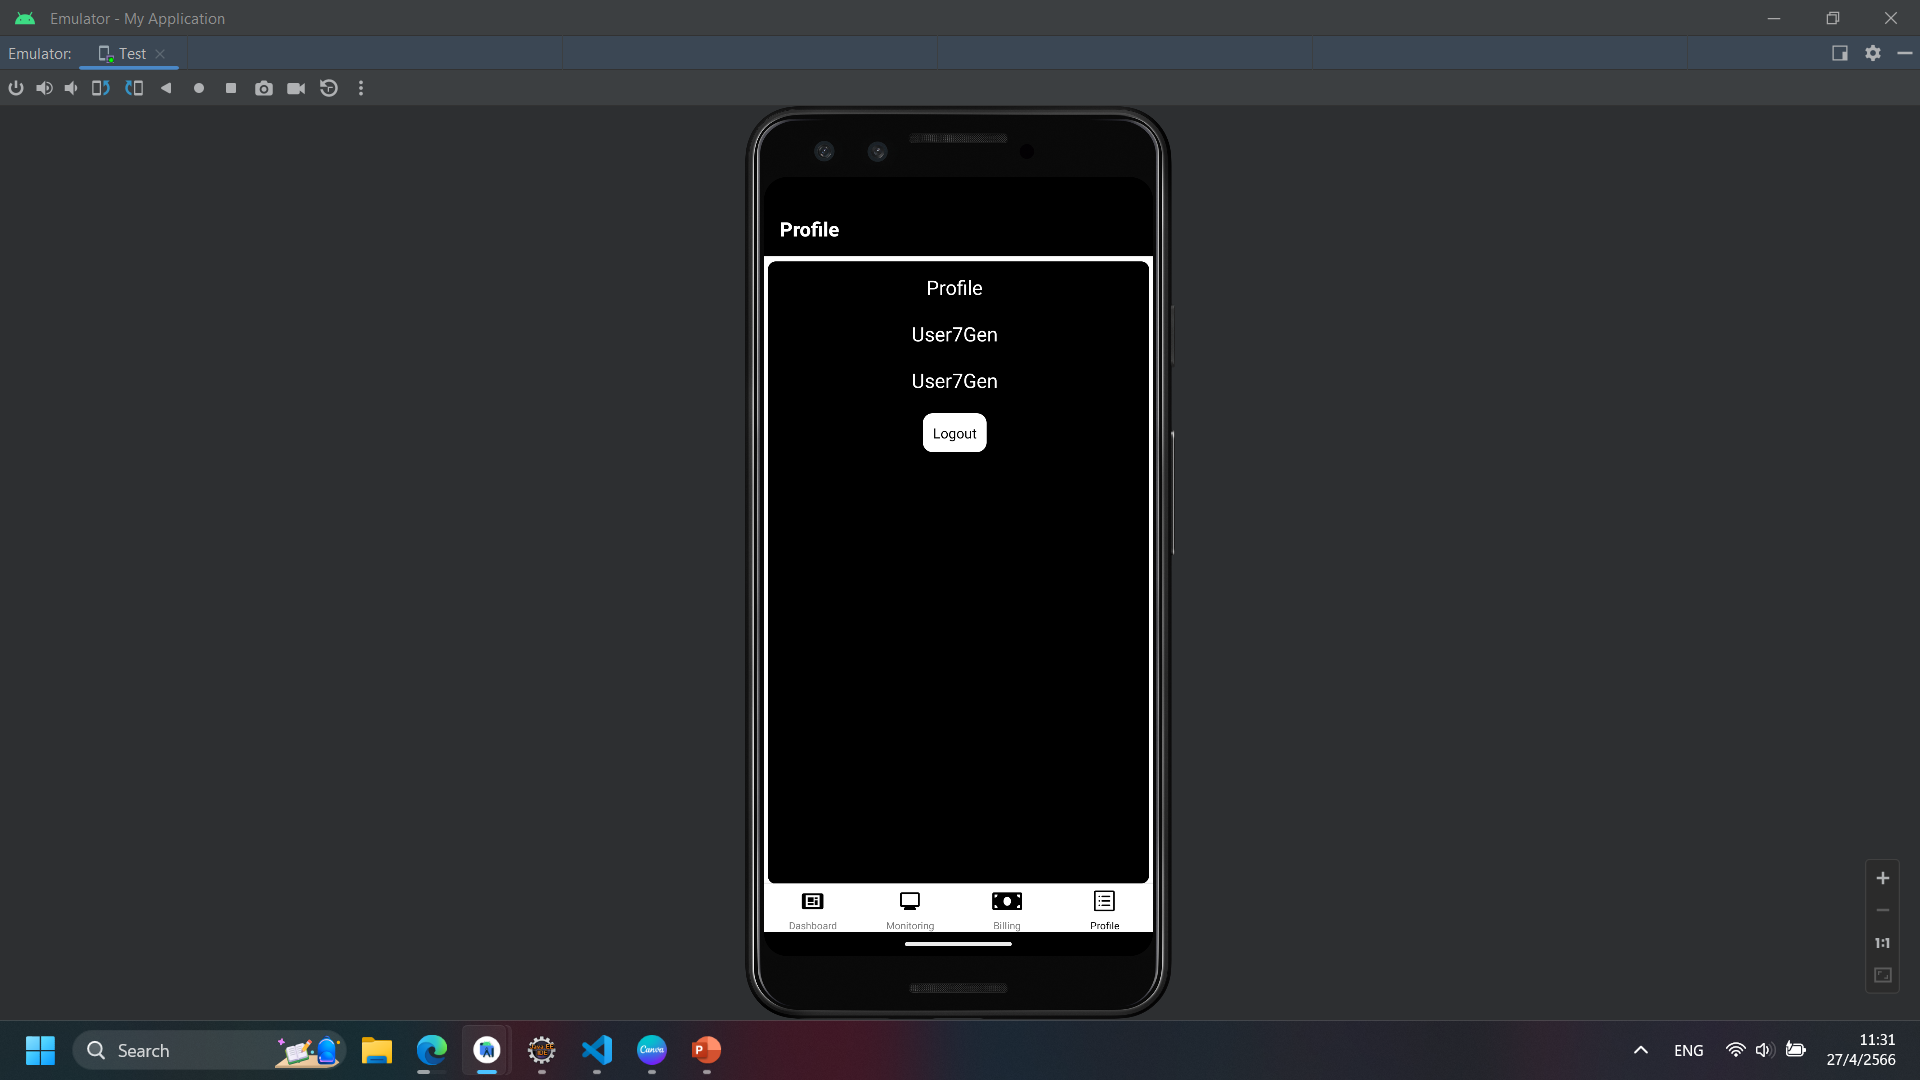 Emulator - My Application
Emulator: Test
Profile
Profile
User7Gen
User7Gen
Logout
Dashboard Monitoring Billing Profile
1:1
Search
Canva
P
ENG
11:31
27/4/2566